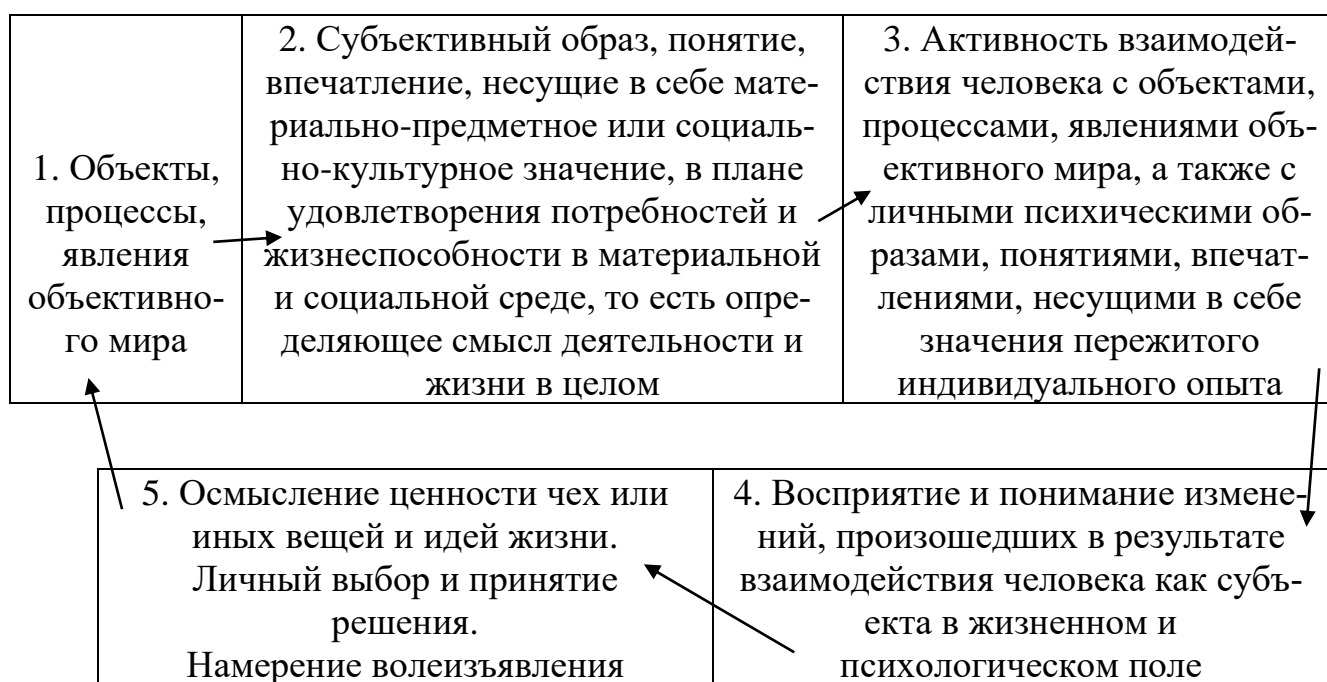 1. Объекты,
процессы,
явления
объективно-
го мира
2. Субъективный образ, понятие,
впечатление, несущие в себе мате-
риально-предметное или социаль-
но-культурное значение, в плане
удовлетворения потребностей и
жизнеспособности в материальной
и социальной среде, то есть опре-
деляющее смысл деятельности и
жизни в целом
3. Активность взаимодей-
ствия человека с объектами,
процессами, явлениями объ-
ективного мира, а также с
личными психическими об-
разами, понятиями, впечат-
лениями, несущими в себе
значения пережитого
индивидуального опыта
5. Осмысление ценности чех или
иных вещей и идей жизни.
Личный выбор и принятие
решения.
Намерение волеизъявления
4. Восприятие и понимание измене-
ний, произошедших в результате
взаимодействия человека как субъ-
екта в жизненном и
психологическом поле